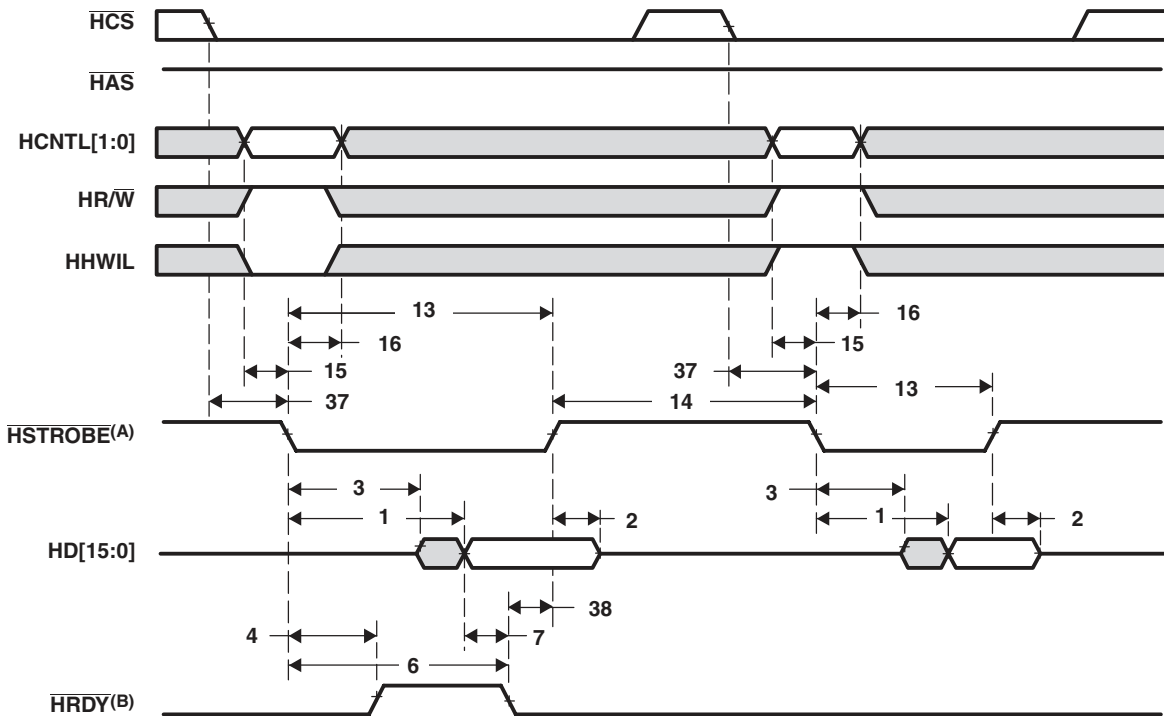 HCS
HAS
HCNTL[1:0]
HR/W
HHWIL
13
16
16
15
15
37
37
13
14
HSTROBE(A)
3
3
1
1
2
2
HD[15:0]
38
4
7
6
HRDY(B)